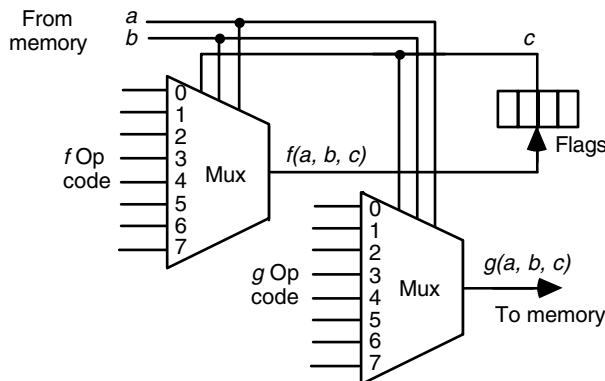 From memory
a
b
c
0
1
2
3
4
5
6
7
f Op code
Mux
f(a, b, c)
Flags
0
1
2
3
4
5
6
7
g Op code
Mux
g(a, b, c)
To memory